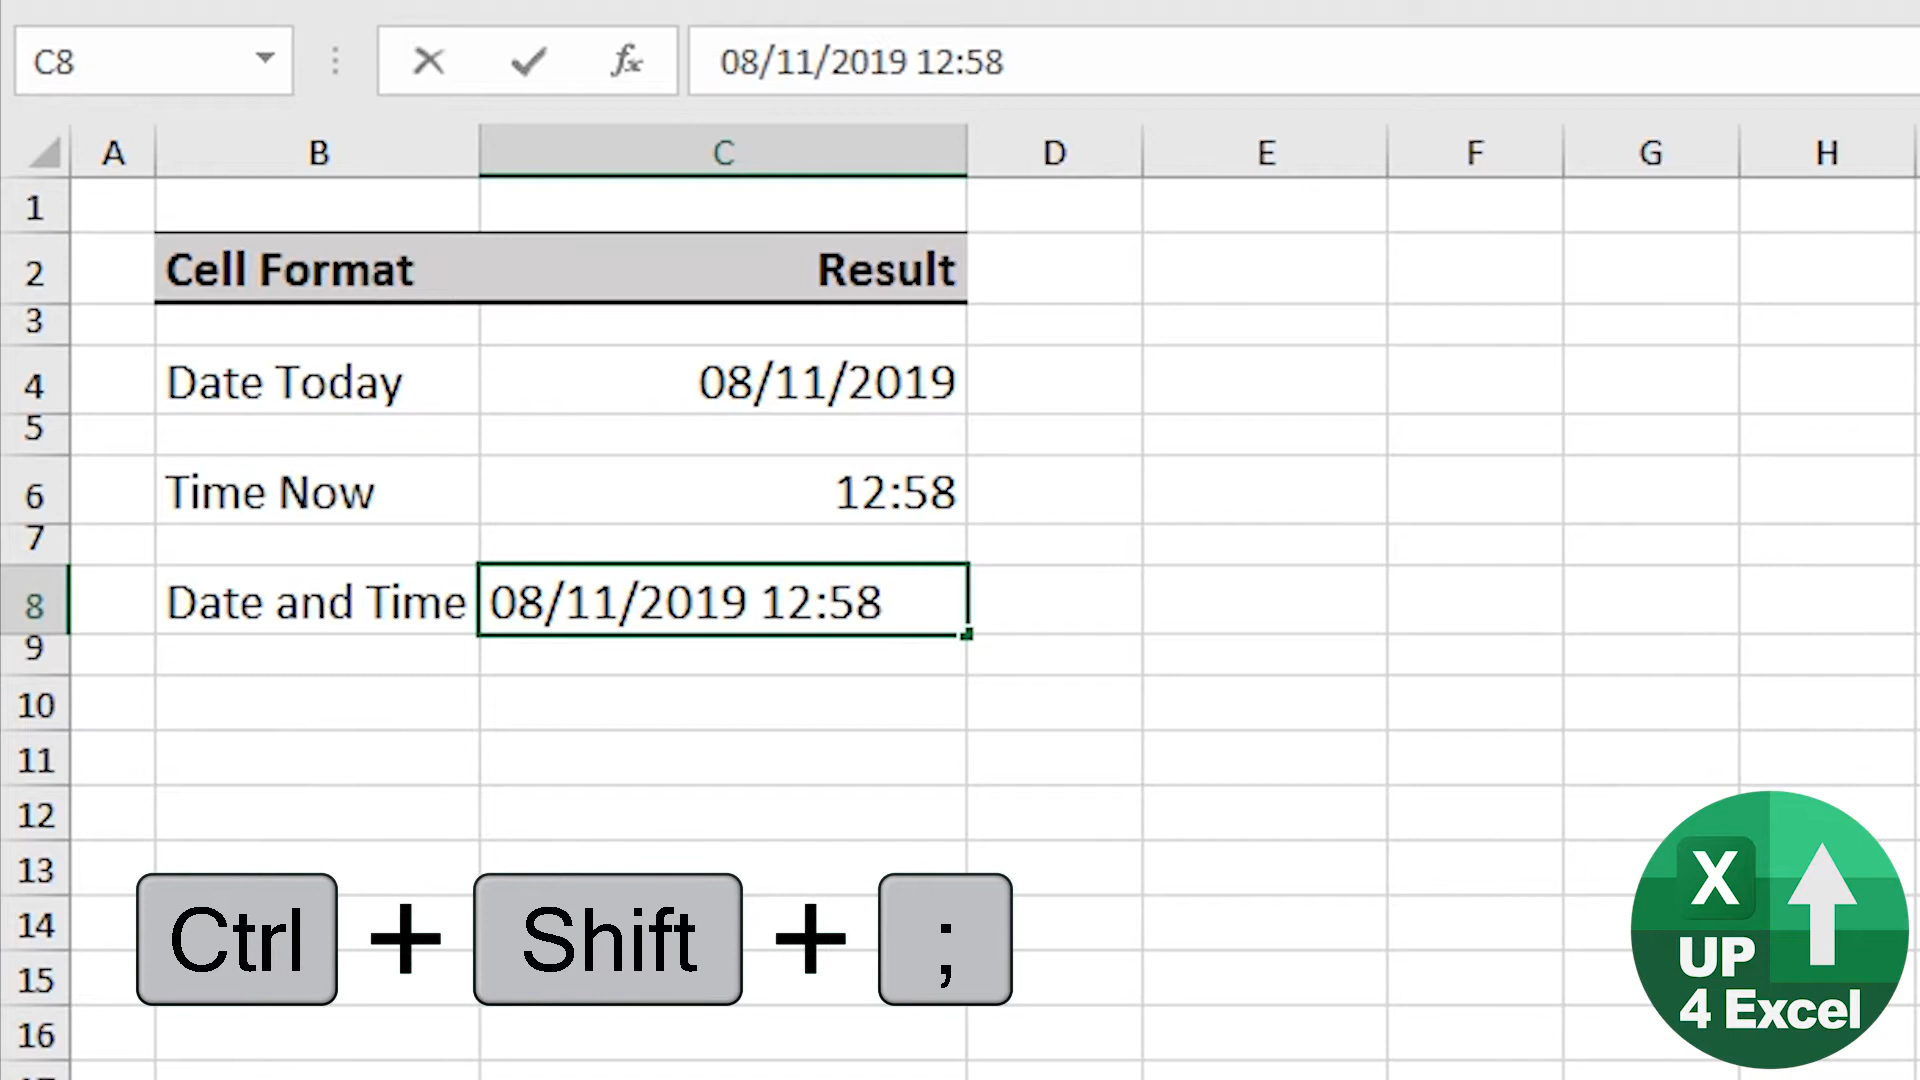 C8
fx
08/11/2019 12:58
A B C D E F G H
1
2 Cell Format Result
3
4 Date Today 08/11/2019
5
6 Time Now 12:58
7
8 Date and Time 08/11/2019 12:58
9
10
11
12
13
14
15
16
Ctrl + Shift + ;
X
UP
4 Excel